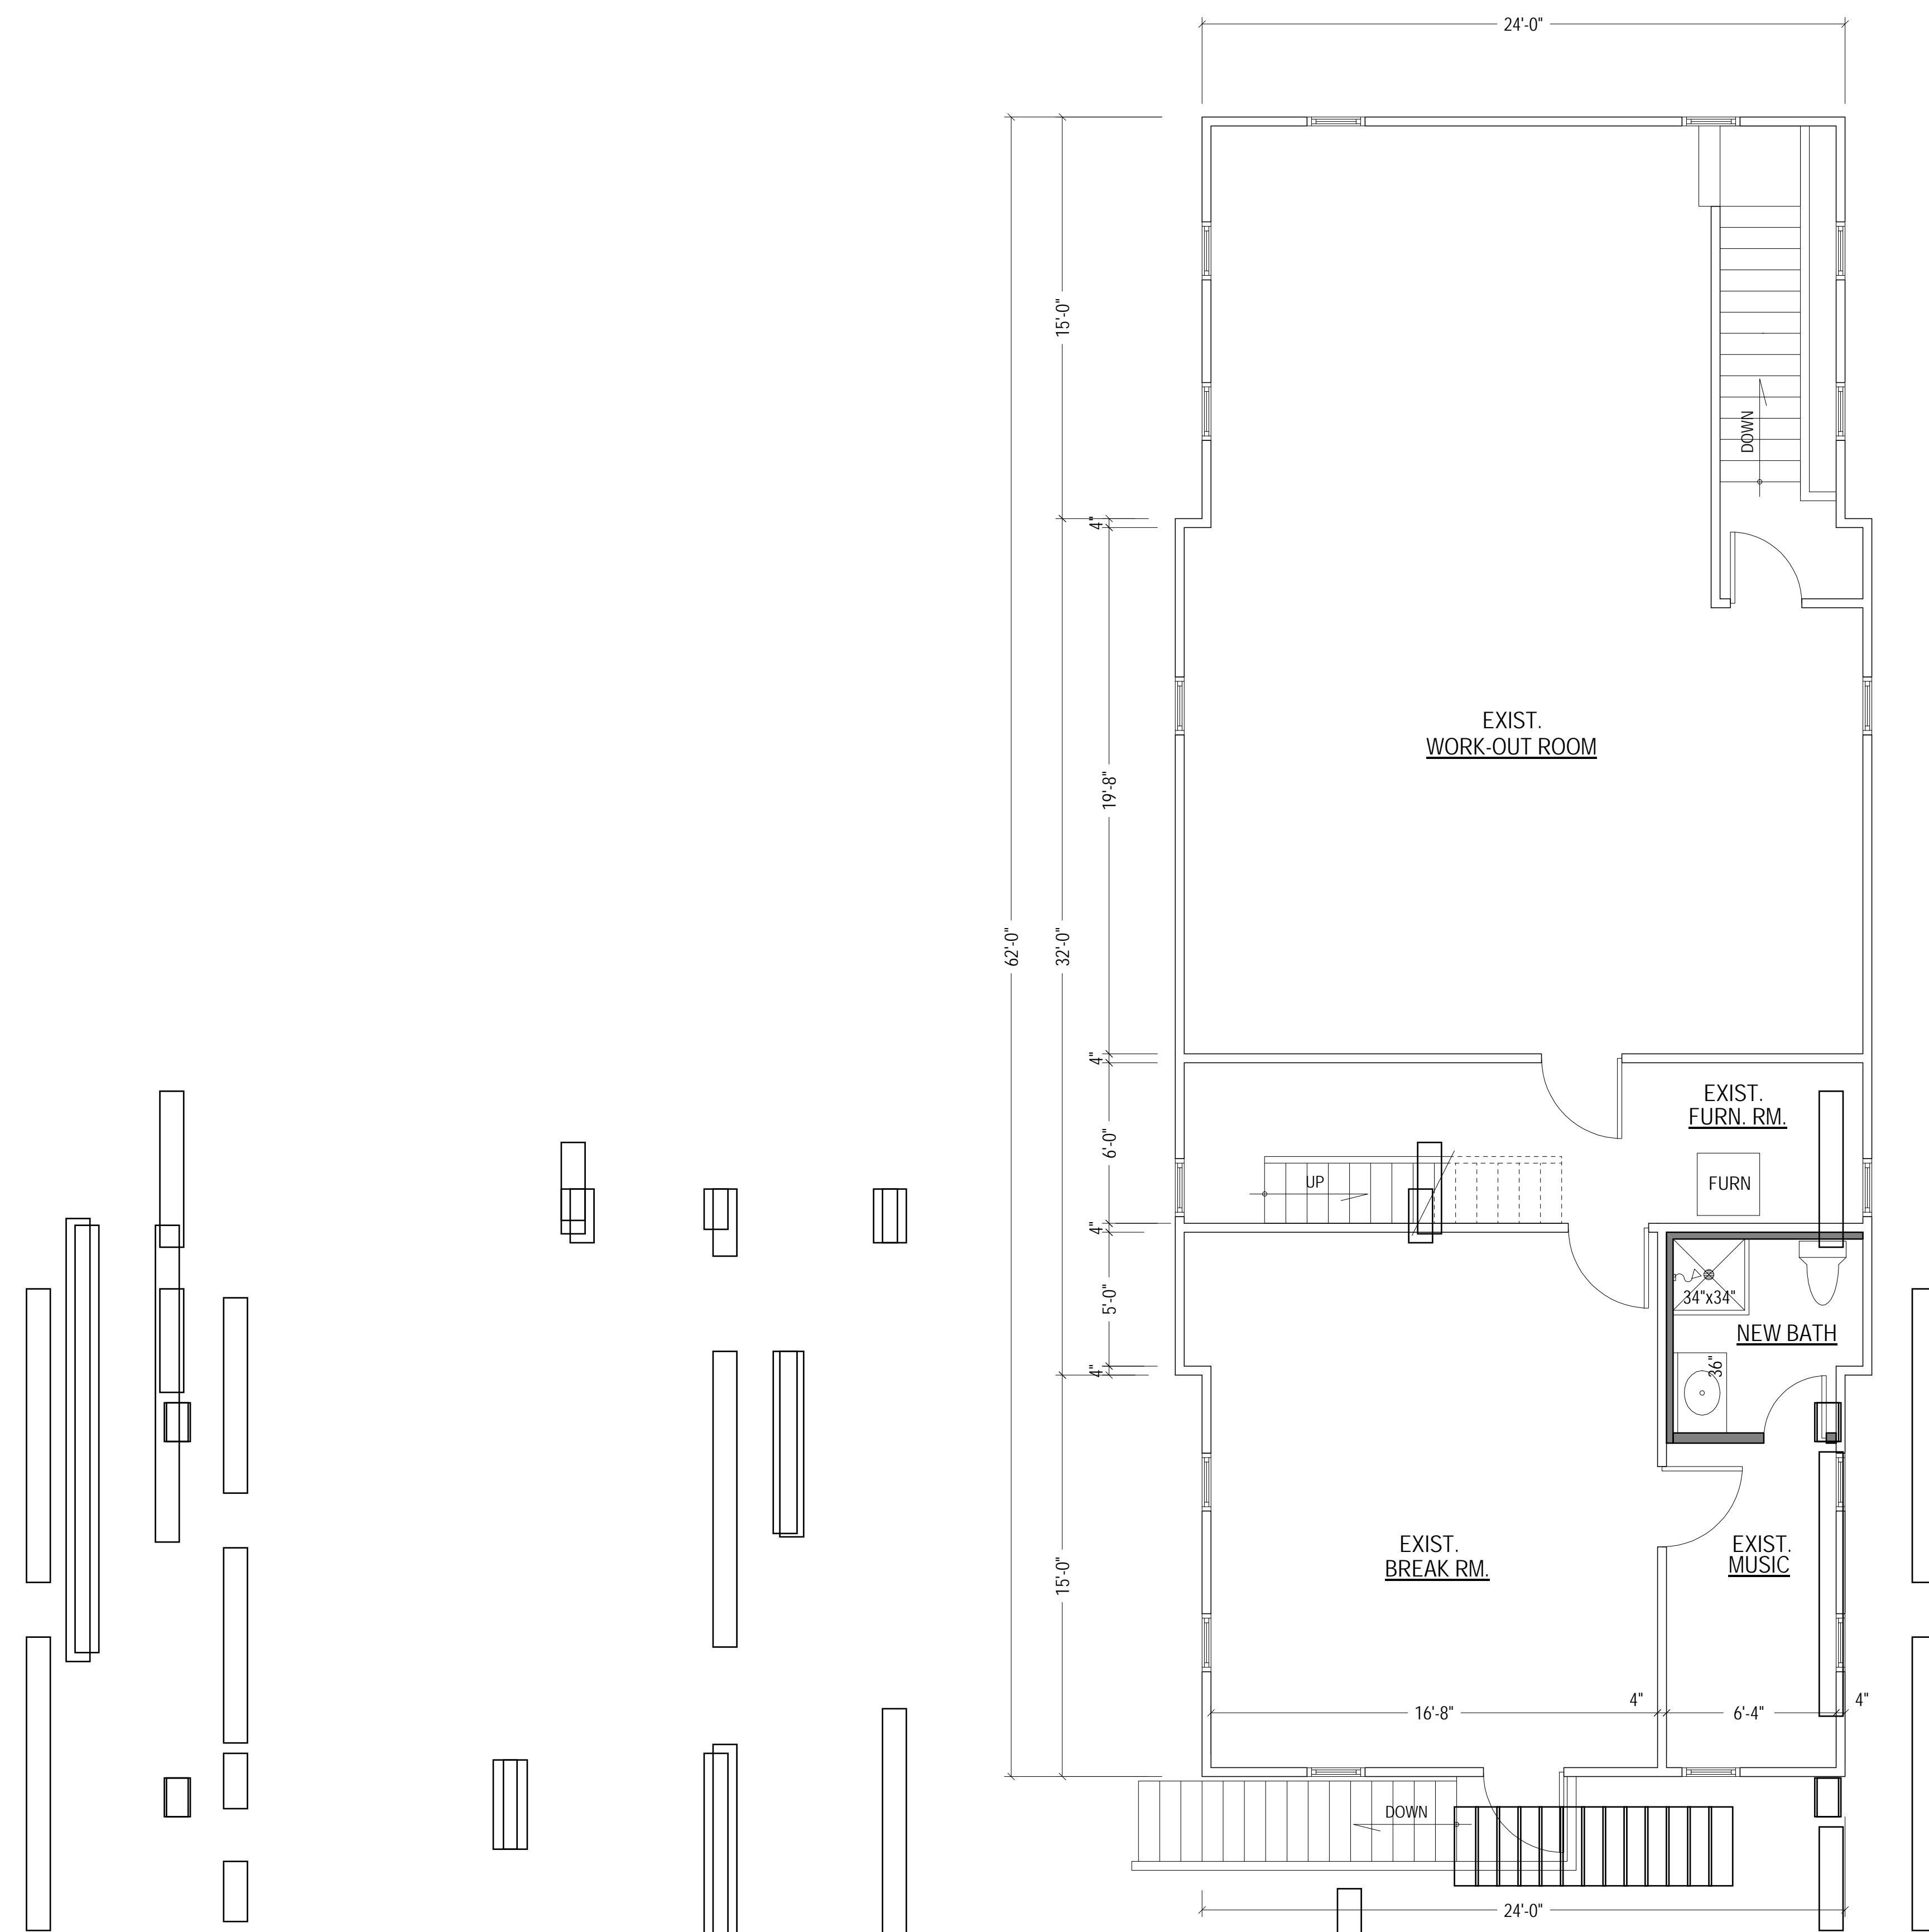 24'-0"
15'-0"
DOWN
4"
EXIST.
WORK-OUT ROOM
19'-8"
62'-0"
32'-0"
4"
EXIST.
FURN. RM.
6'-0"
UP
FURN
4"
34"x34"
5'-0"
NEW BATH
36"
4"
EXIST.
BREAK RM.
EXIST.
MUSIC
15'-0"
16'-8"
4"
6'-4"
4"
DOWN
24'-0"